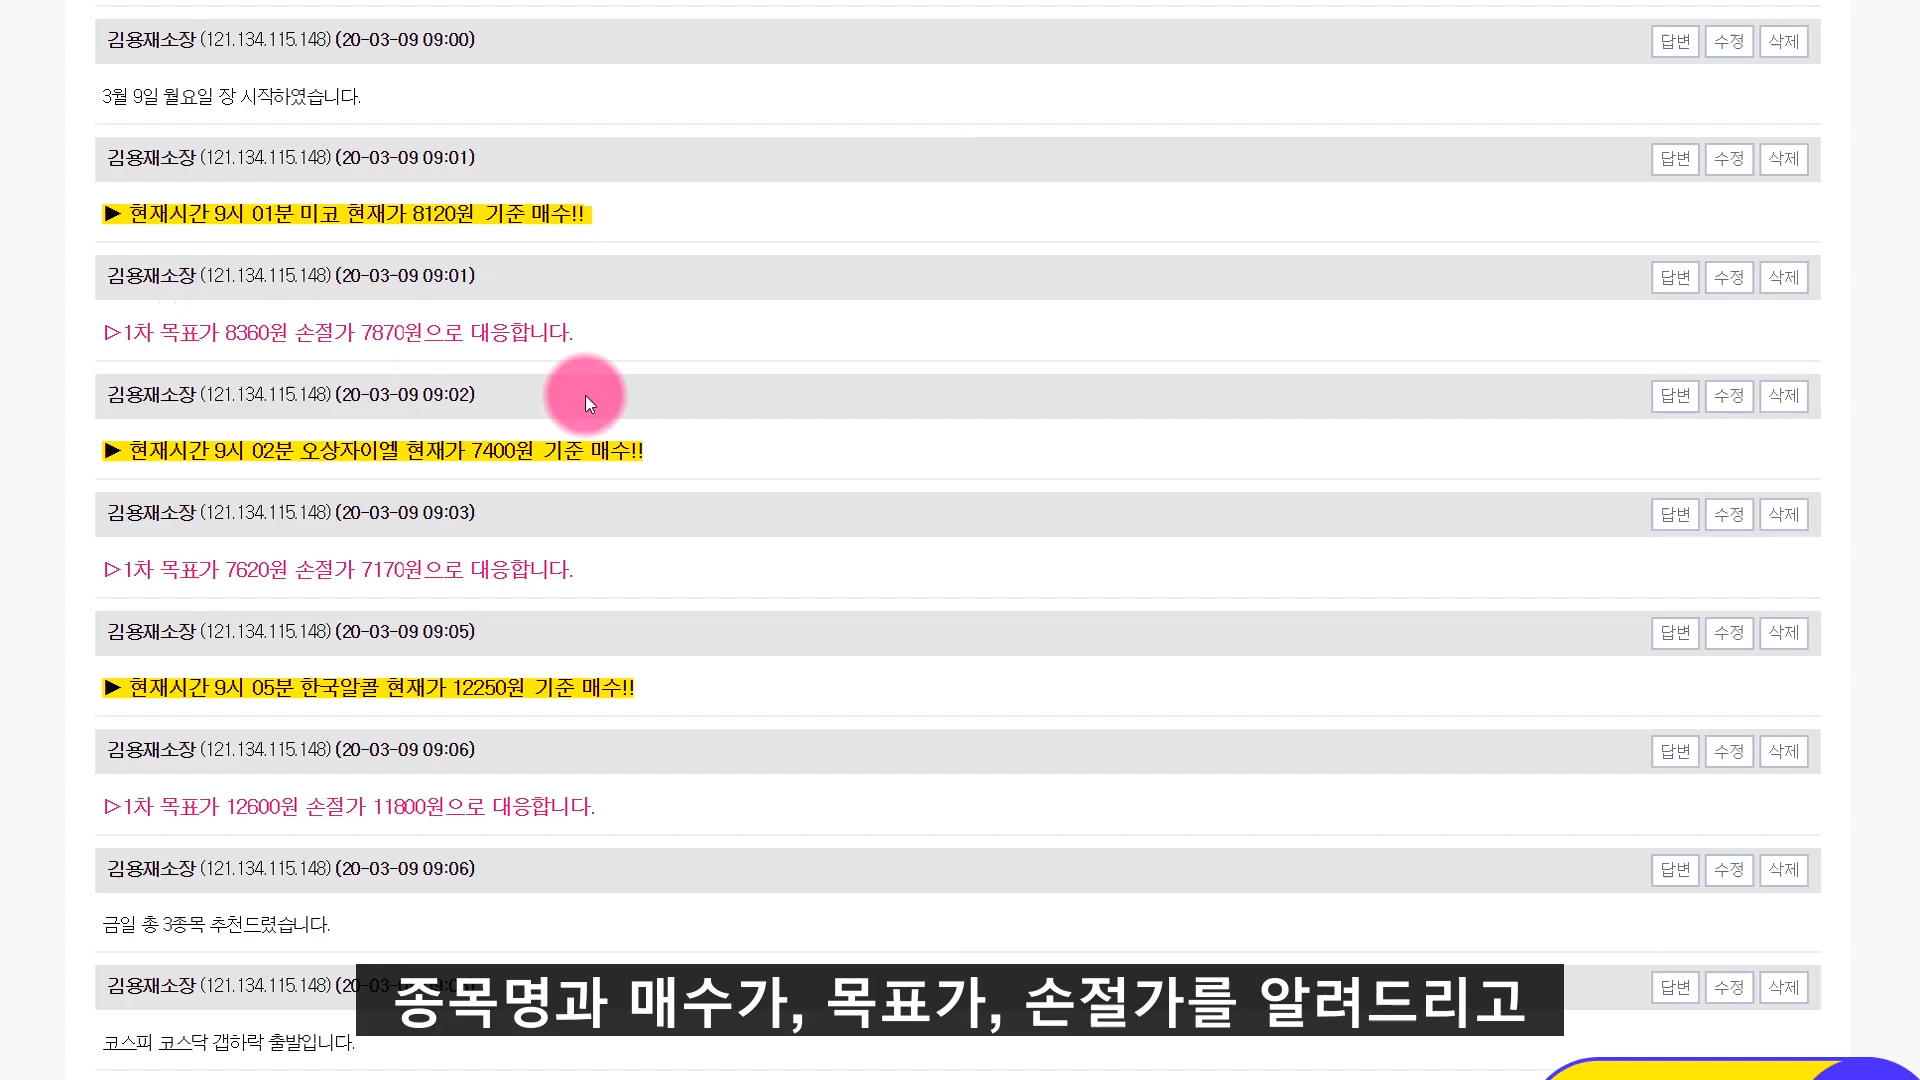 김용재소장 (121.134.115.148) (20-03-09 09:00) 답변 수정 삭제
3월 9일 월요일 장 시작하였습니다.
김용재소장 (121.134.115.148) (20-03-09 09:01) 답변 수정 삭제
▶ 현재시간 9시 01분 미코 현재가 8120원 기준 매수!!
김용재소장 (121.134.115.148) (20-03-09 09:01) 답변 수정 삭제
▷1차 목표가 8360원 손절가 7870원으로 대응합니다.
김용재소장 (121.134.115.148) (20-03-09 09:02) 답변 수정 삭제
▶ 현재시간 9시 02분 오상자이엘 현재가 7400원 기준 매수!!
김용재소장 (121.134.115.148) (20-03-09 09:03) 답변 수정 삭제
▷1차 목표가 7620원 손절가 7170원으로 대응합니다.
김용재소장 (121.134.115.148) (20-03-09 09:05) 답변 수정 삭제
▶ 현재시간 9시 05분 한국알콜 현재가 12250원 기준 매수!!
김용재소장 (121.134.115.148) (20-03-09 09:06) 답변 수정 삭제
▷1차 목표가 12600원 손절가 11800원으로 대응합니다.
김용재소장 (121.134.115.148) (20-03-09 09:06) 답변 수정 삭제
금일 총 3종목 추천드렸습니다.
김용재소장 (121.134.115.148) 답변 수정 삭제
종목명과 매수가, 목표가, 손절가를 알려드리고
코스피 코스닥 갭하락 출발입니다.